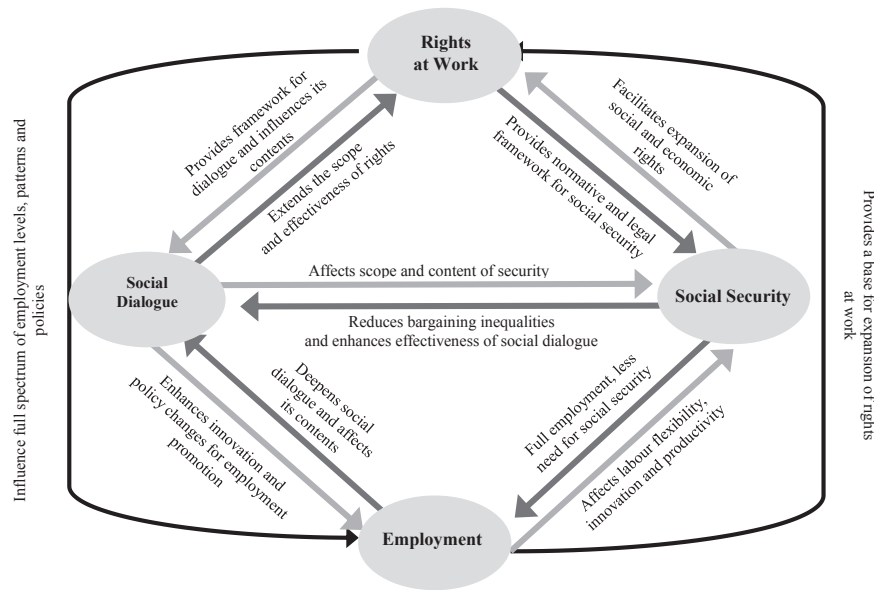 Rights
at Work
Provides framework for
dialogue and influences its
contents
Extends the scope
and effectiveness of rights
Facilitates expansion of
social and economic
rights
Provides normative and legal
framework for social security
Influence full spectrum of employment levels, patterns and
policies
Provides a base for expansion of rights
at work
Social
Dialogue
Affects scope and content of security
Social Security
Reduces bargaining inequalities
and enhances effectiveness of social dialogue
Enhances innovation and
policy changes for employment
promotion
Deepens social
dialogue and affects
its contents
Full employment, less
need for social security
Affects labour flexibility,
innovation and productivity
Employment